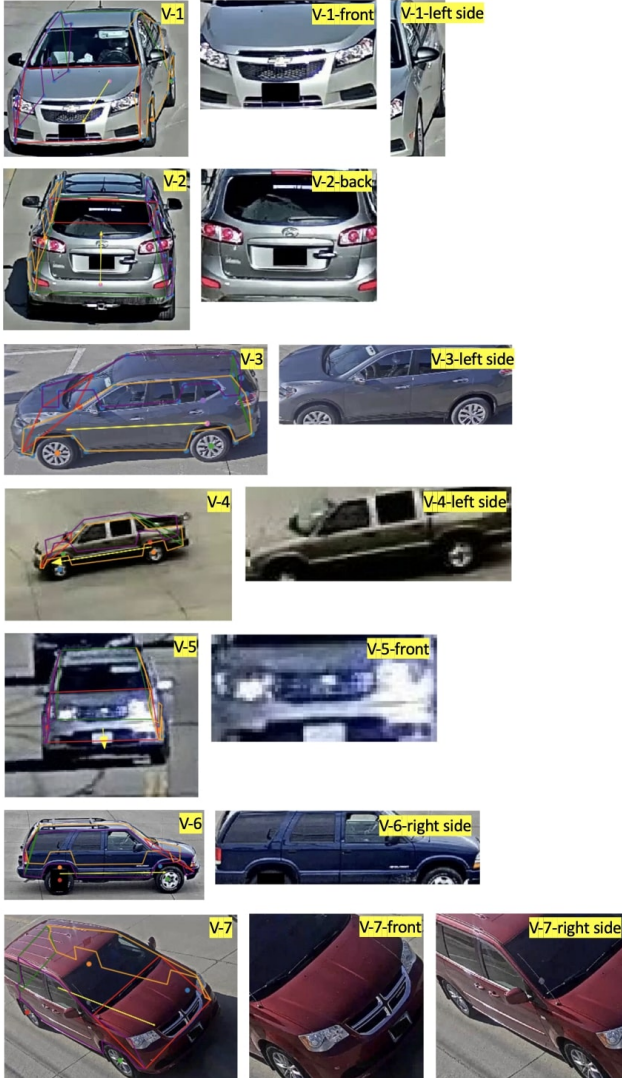 V-1
V-1-front
V-1-left side
V-2
V-2-back
V-3
V-3-left side
V-4
V-4-left side
V-5
V-5-front
V-6
V-6-right side
V-7
V-7-front
V-7-right side